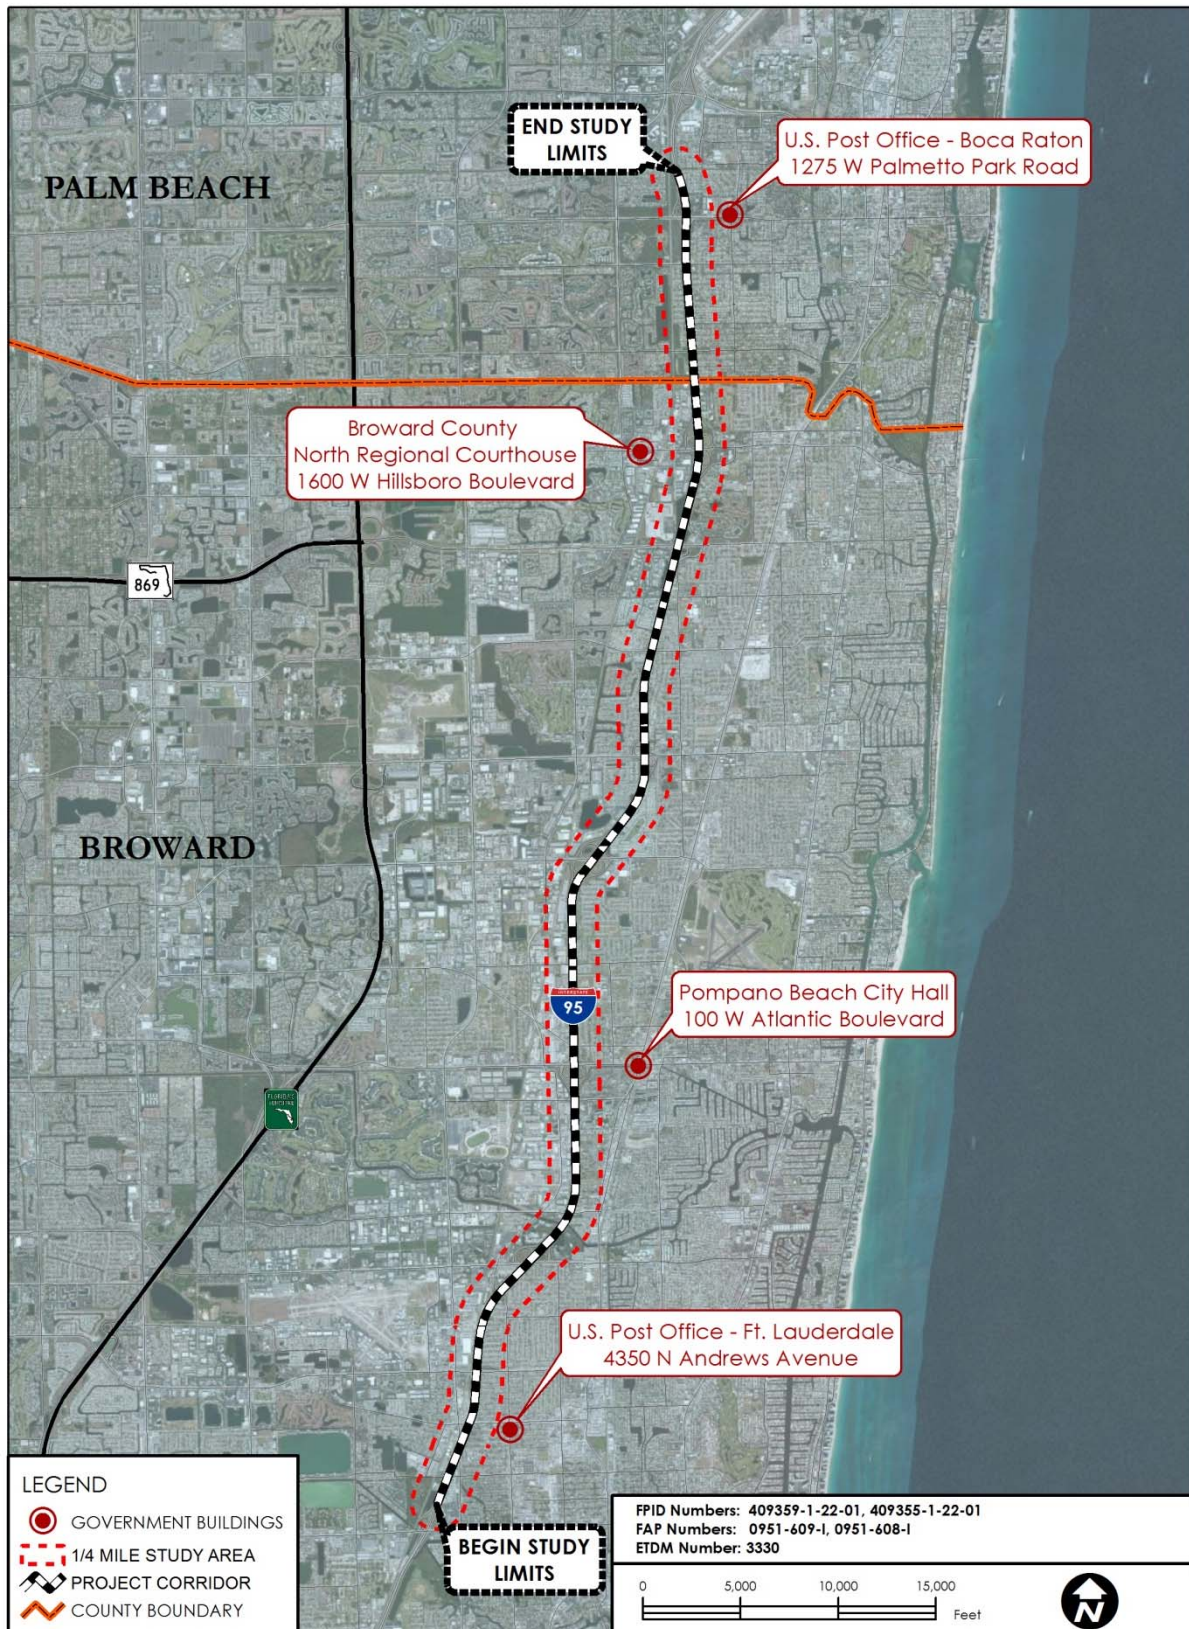 END STUDY
LIMITS
U.S. Post Office - Boca Raton
1275 W Palmetto Park Road
PALM BEACH
Broward County
North Regional Courthouse
1600 W Hillsboro Boulevard
869
BROWARD
INTERSTATE
95
Pompano Beach City Hall
100 W Atlantic Boulevard
U.S. Post Office - Ft. Lauderdale
4350 N Andrews Avenue
LEGEND
GOVERNMENT BUILDINGS
1/4 MILE STUDY AREA
PROJECT CORRIDOR
COUNTY BOUNDARY
BEGIN STUDY
LIMITS
FPID Numbers: 409359-1-22-01, 409355-1-22-01
FAP Numbers: 0951-609-I, 0951-608-I
ETDM Number: 3330
0 5,000 10,000 15,000
Feet
N